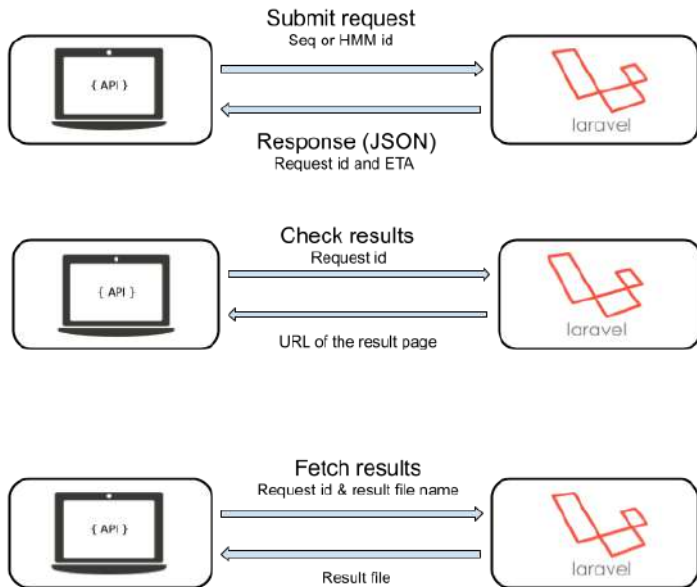 Submit request
Seq or HMM id
{ API }
laravel
Response (JSON)
Request id and ETA
Check results
Request id
{ API }
laravel
URL of the result page
Fetch results
Request id & result file name
{ API }
laravel
Result file